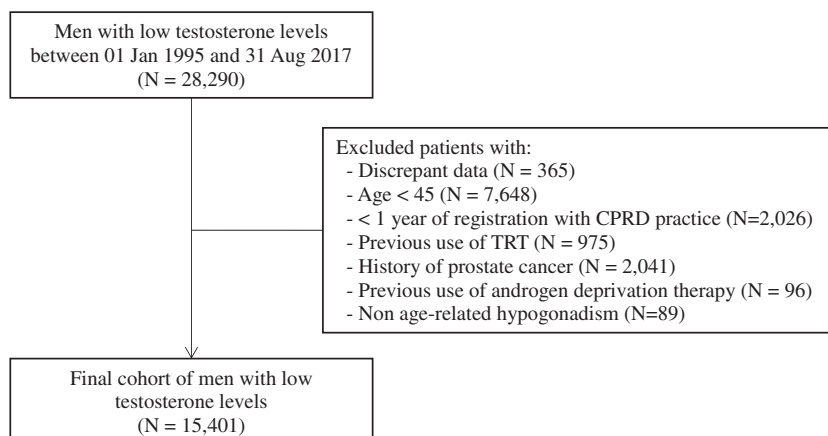 Men with low testosterone levels
between 01 Jan 1995 and 31 Aug 2017
(N = 28,290)
Excluded patients with:
- Discrepant data (N = 365)
- Age < 45 (N = 7,648)
- < 1 year of registration with CPRD practice (N=2,026)
- Previous use of TRT (N = 975)
- History of prostate cancer (N = 2,041)
- Previous use of androgen deprivation therapy (N = 96)
- Non age-related hypogonadism (N=89)
Final cohort of men with low
testosterone levels
(N = 15,401)